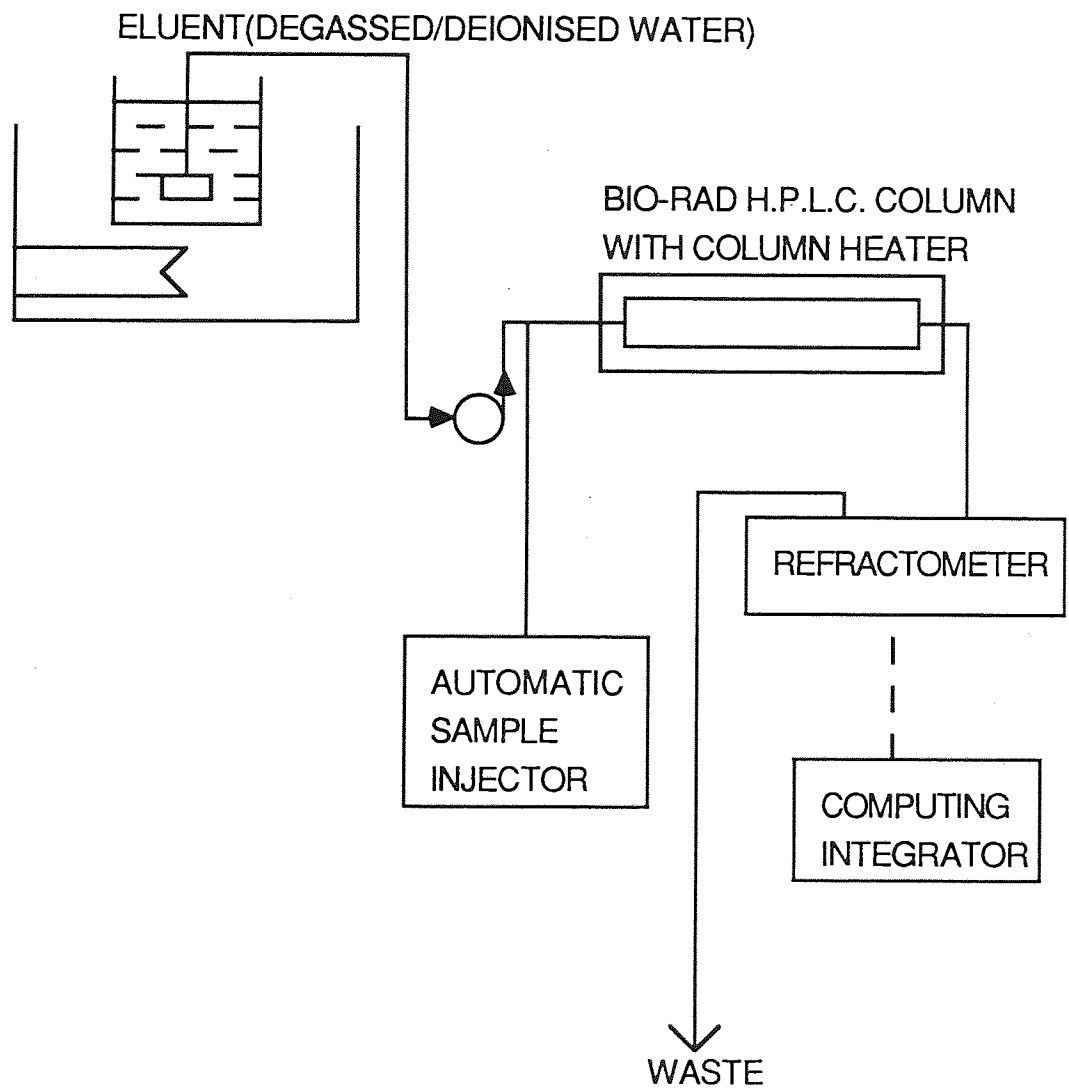 ELUENT(DEGASSED/DEIONISED WATER)
BIO-RAD H.P.L.C. COLUMN
WITH COLUMN HEATER
REFRACTOMETER
AUTOMATIC
SAMPLE
INJECTOR
COMPUTING
INTEGRATOR
WASTE